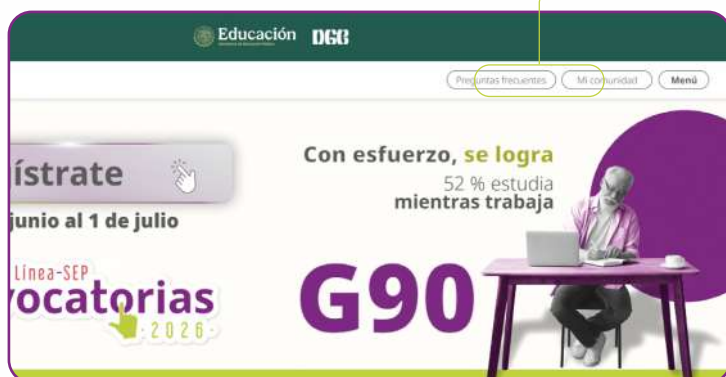 Educación DGB
Preguntas frecuentes Mi comunidad Menú
ístrate
junio al 1 de julio
Línea-SEP
vocatorias
·2026·
Con esfuerzo, se logra
52 % estudia
mientras trabaja
G90